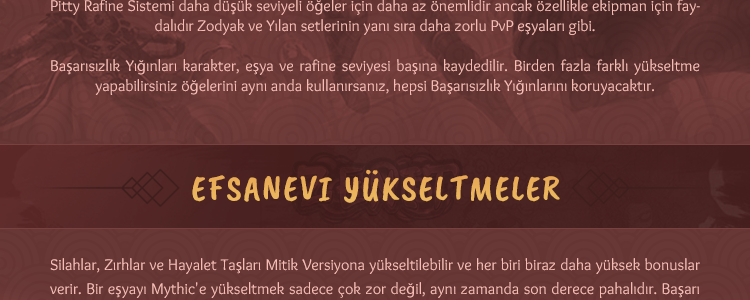 Pitty Rafine Sistemi daha düşük seviyeli öğeler için daha az önemlidir ancak özellikle ekipman için fay-
dalıdır Zodyak ve Yılan setlerinin yanı sıra daha zorlu PvP eşyaları gibi.
Başarısızlık Yığınları karakter, eşya ve rafine seviyesi başına kaydedilir. Birden fazla farklı yükseltme
yapabilirsiniz öğelerini aynı anda kullanırsanız, hepsi Başarısızlık Yığınlarını koruyacaktır.
EFSANEVI YÜKSELTMELER
Silahlar, Zırhlar ve Hayalet Taşları Mitik Versiyona yükseltilebilir ve her biri biraz daha yüksek bonuslar
verir. Bir eşyayı Mythic'e yükseltmek sadece çok zor değil, aynı zamanda son derece pahalıdır. Başarı